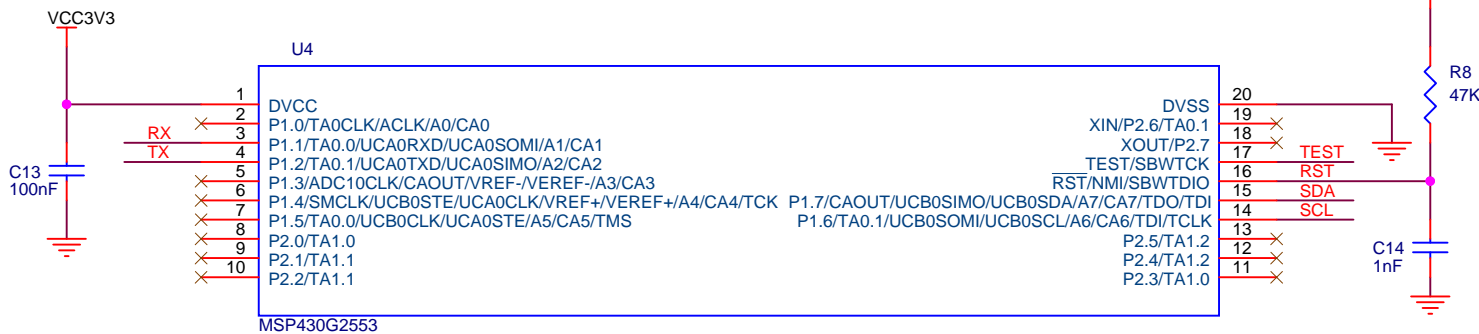 VCC3V3
U4
R8
47K
1 DVCC
2 P1.0/TA0CLK/ACLK/A0/CA0
RX 3 P1.1/TA0.0/UCA0RXD/UCA0SOMI/A1/CA1
TX 4 P1.2/TA0.1/UCA0TXD/UCA0SIMO/A2/CA2
5 P1.3/ADC10CLK/CAOUT/VREF-/VEREF-/A3/CA3
6 P1.4/SMCLK/UCB0STE/UCA0CLK/VREF+/VEREF+/A4/CA4/TCK
7 P1.5/TA0.0/UCB0CLK/UCA0STE/A5/CA5/TMS
8 P2.0/TA1.0
9 P2.1/TA1.1
10 P2.2/TA1.1
C13
100nF
DVSS 20
XIN/P2.6/TA0.1 19
XOUT/P2.7 18
TEST/SBWTCK 17 TEST
RST/NMI/SBWTDIO 16 RST
P1.7/CAOUT/UCB0SIMO/UCB0SDA/A7/CA7/TDO/TDI 15 SDA
P1.6/TA0.1/UCB0SOMI/UCB0SCL/A6/CA6/TDI/TCLK 14 SCL
P2.5/TA1.2 13
P2.4/TA1.2 12
P2.3/TA1.0 11
C14
1nF
MSP430G2553